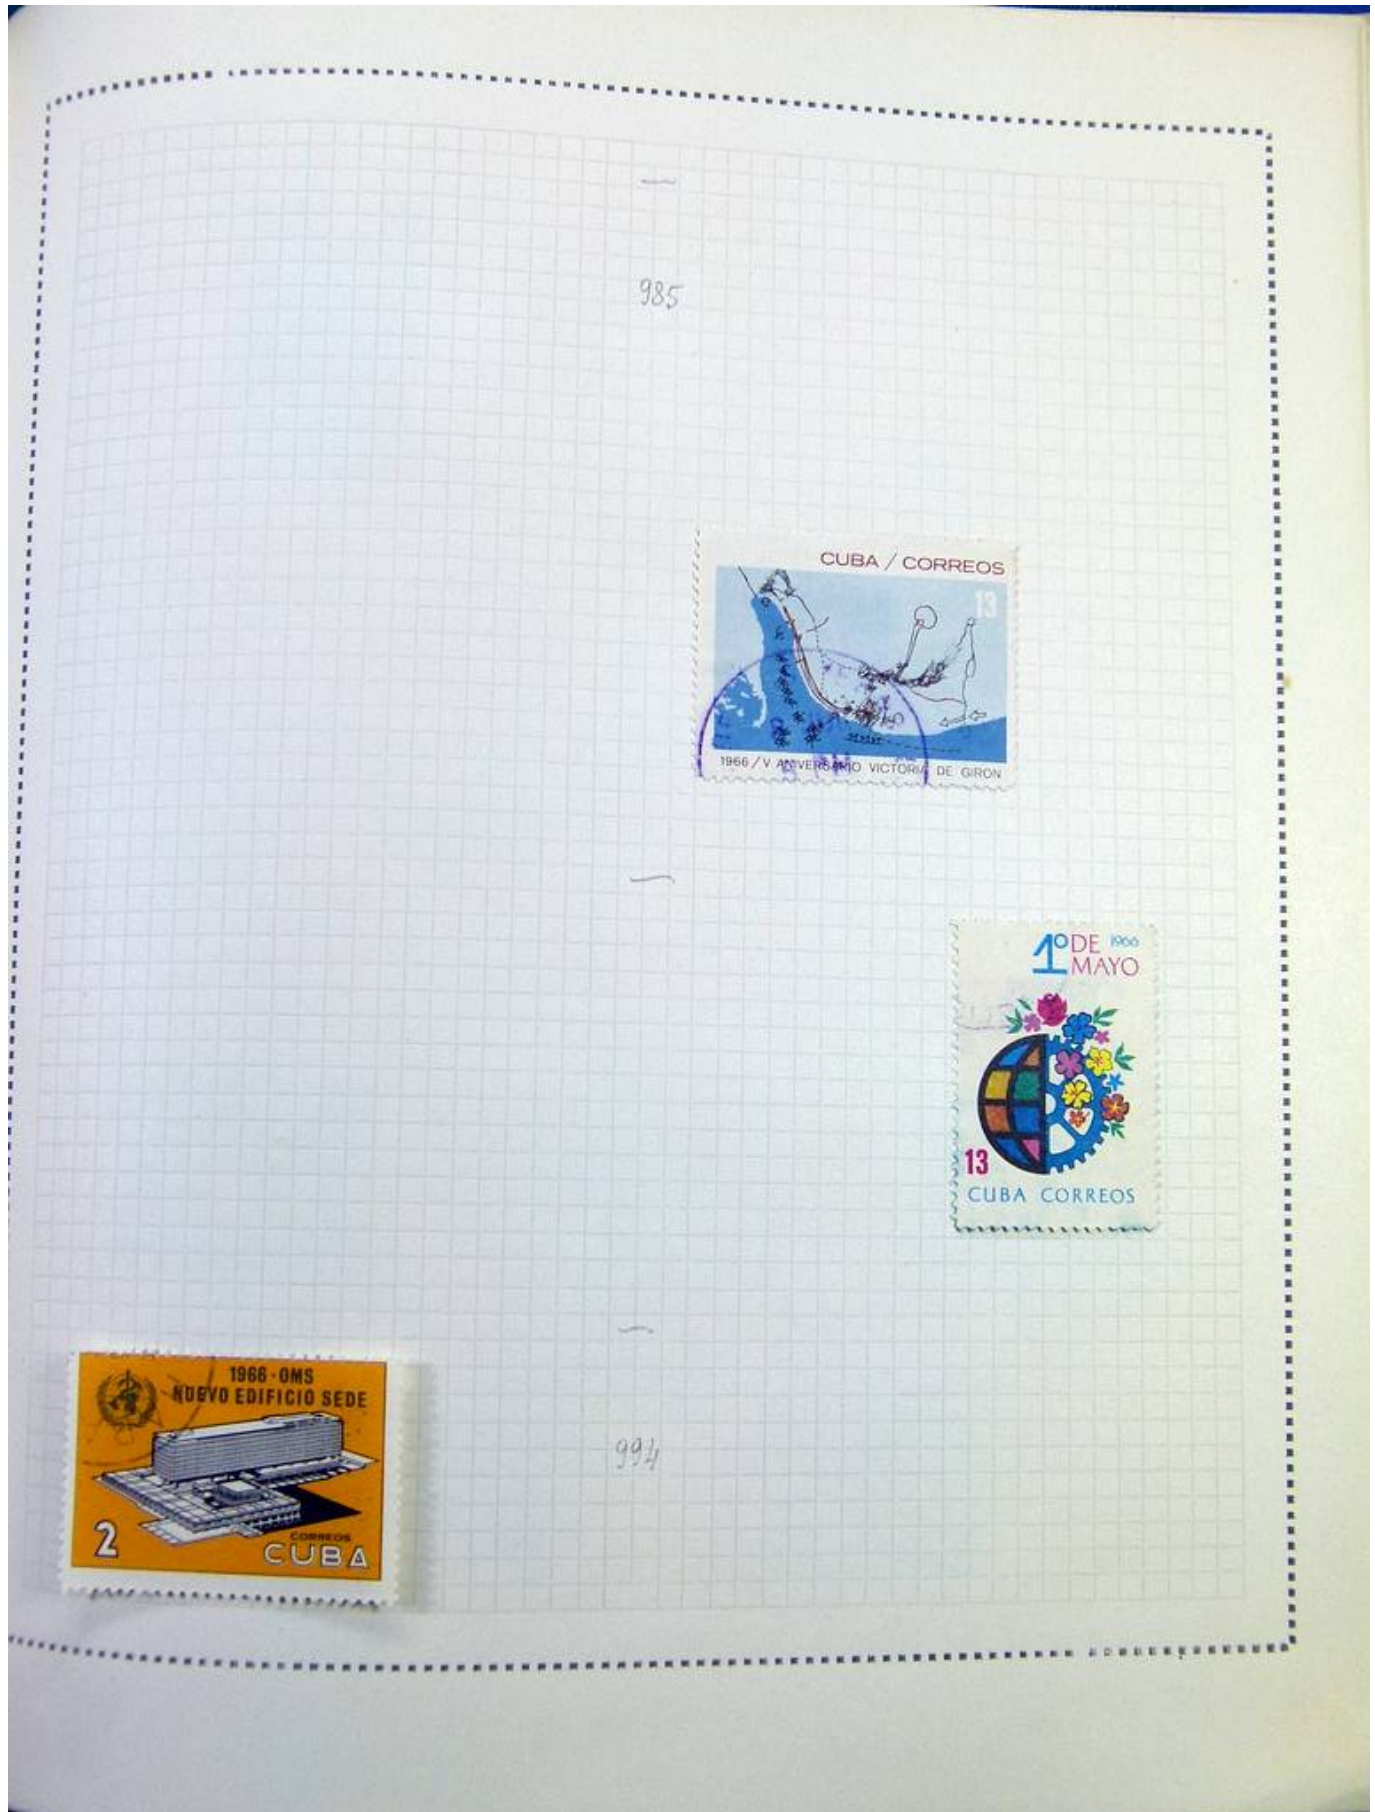 985
CUBA / CORREOS
13
1966 / V ANIVERSARIO VICTORIA DE GIRON
1º DE MAYO 1966
13
CUBA CORREOS
1966 · OMS
NUEVO EDIFICIO SEDE
994
2
CORREOS
CUBA